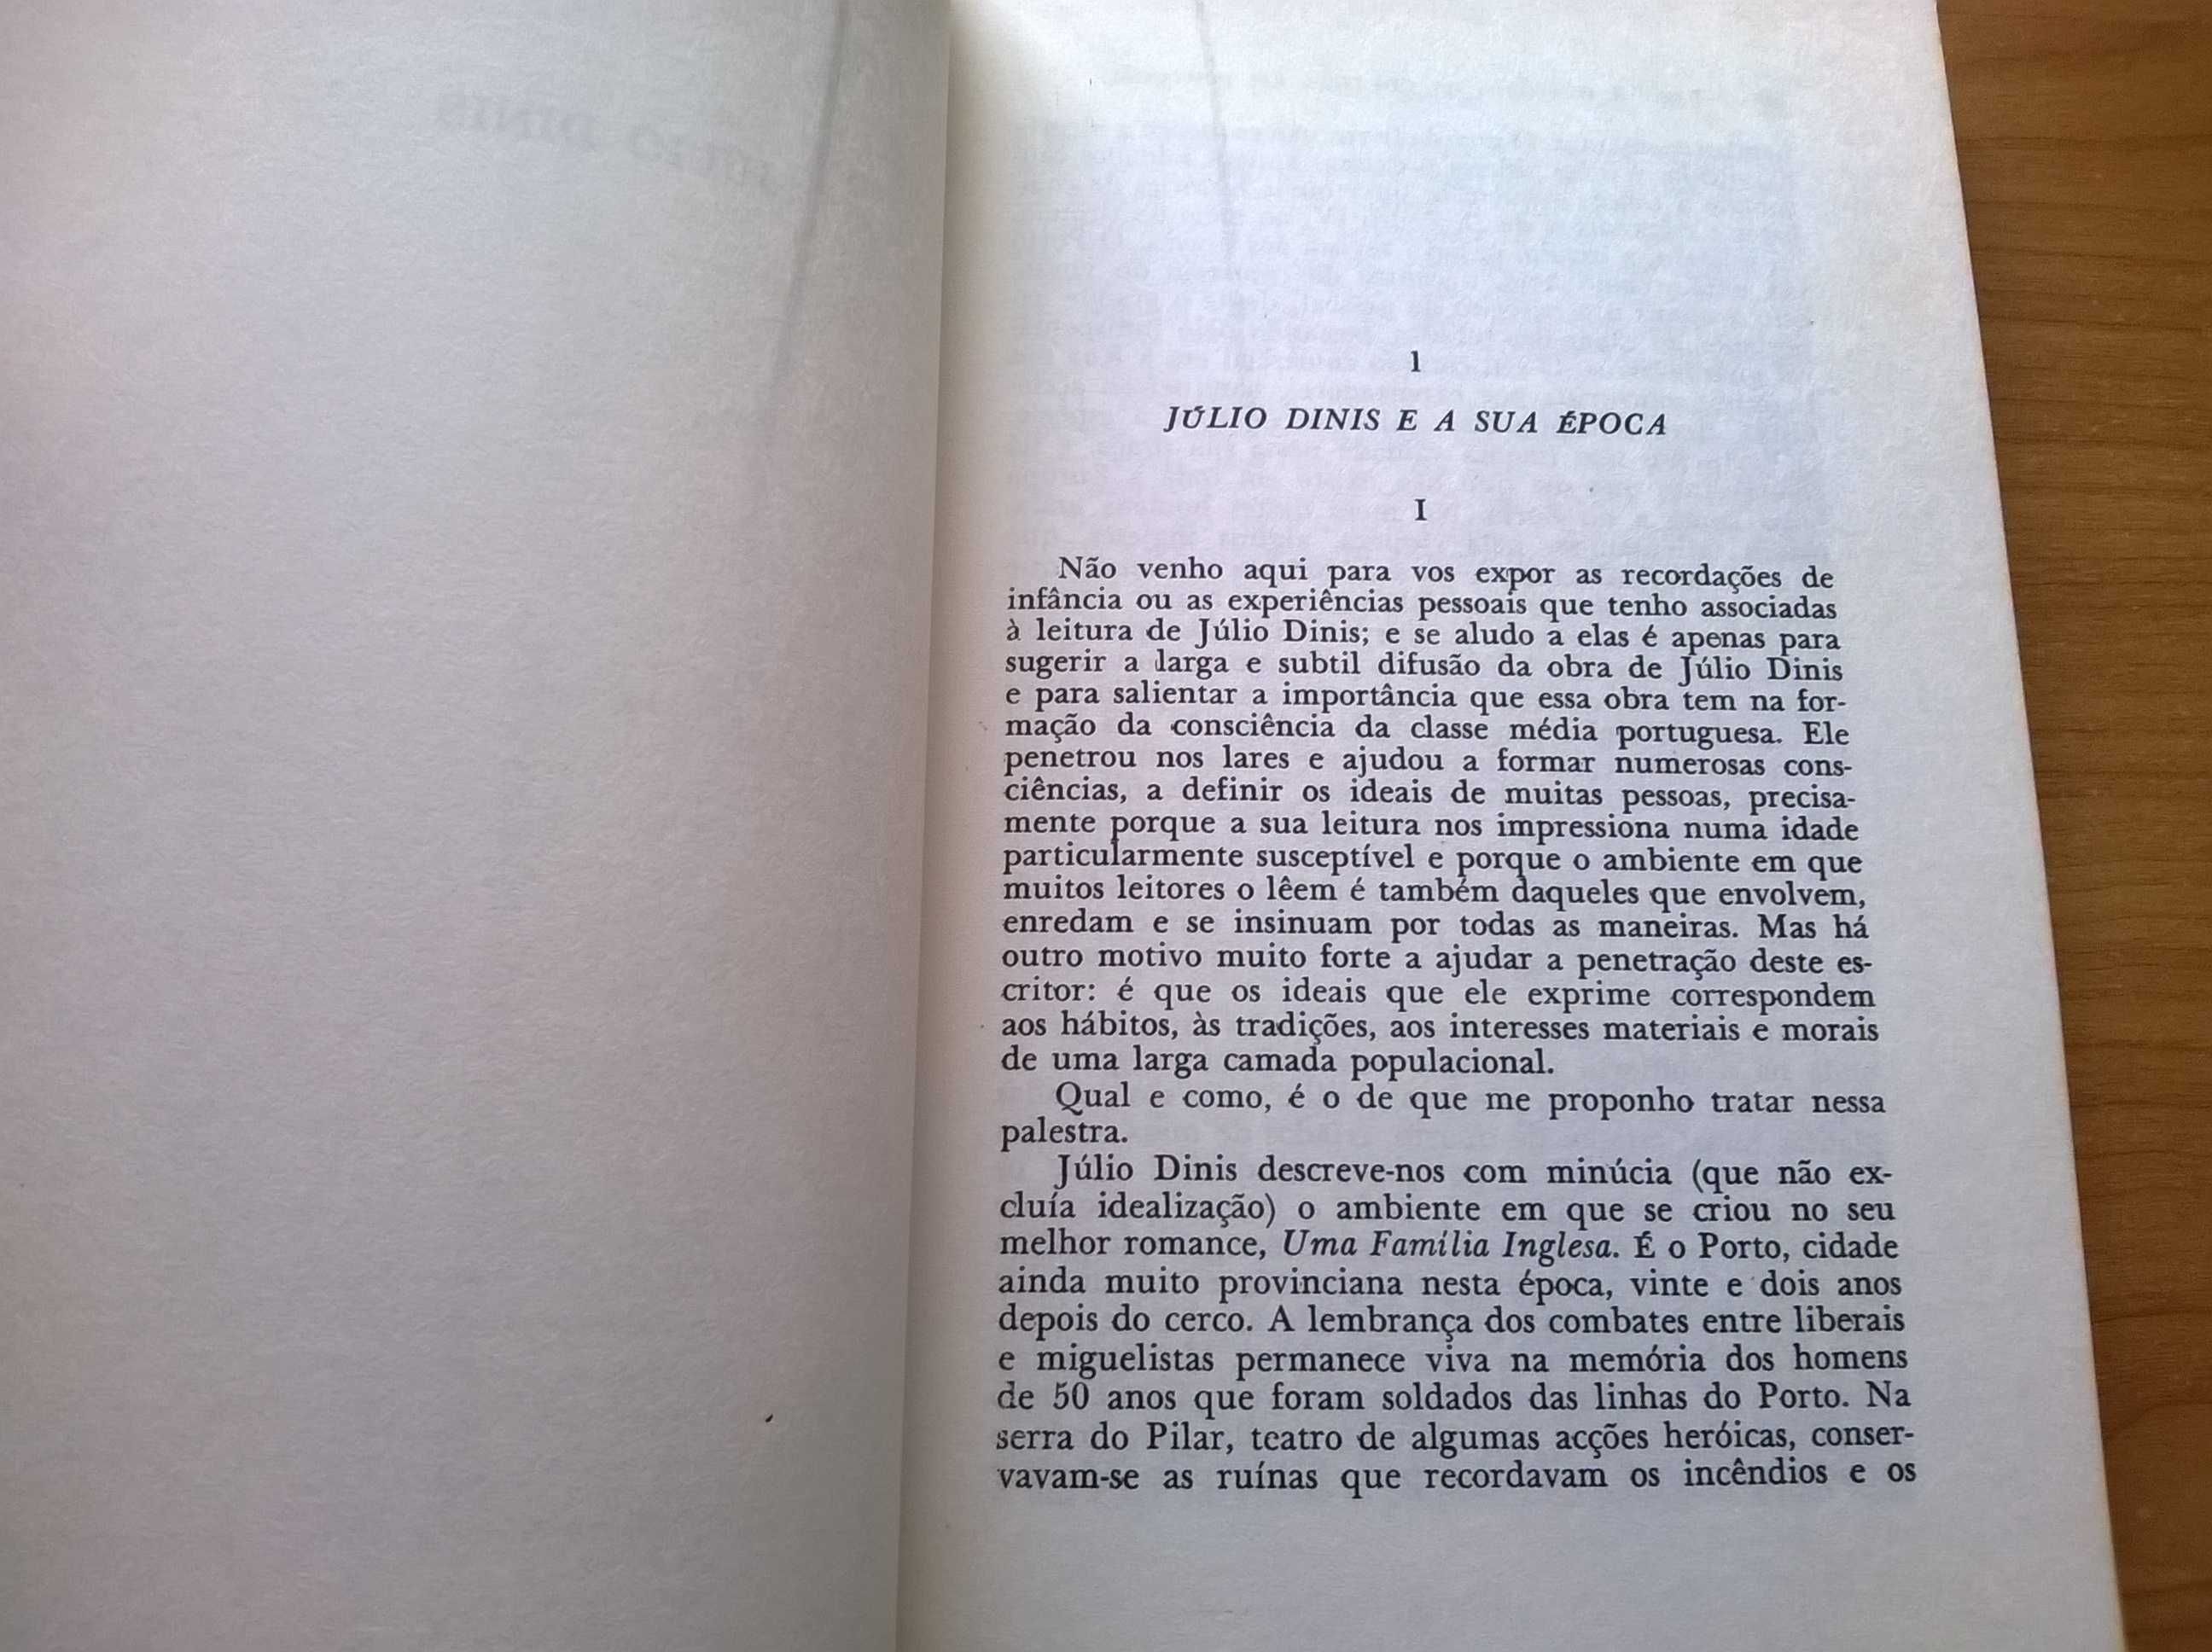 JÚLIO DINIS
1
JÚLIO DINIS E A SUA ÉPOCA
I
Não venho aqui para vos expor as recordações de
infância ou as experiências pessoais que tenho associadas
à leitura de Júlio Dinis; e se aludo a elas é apenas para
sugerir a larga e subtil difusão da obra de Júlio Dinis
e para salientar a importância que essa obra tem na for-
mação da consciência da classe média portuguesa. Ele
penetrou nos lares e ajudou a formar numerosas cons-
ciências, a definir os ideais de muitas pessoas, precisa-
mente porque a sua leitura nos impressiona numa idade
particularmente susceptível e porque o ambiente em que
muitos leitores o lêem é também daqueles que envolvem,
enredam e se insinuam por todas as maneiras. Mas há
outro motivo muito forte a ajudar a penetração deste es-
critor: é que os ideais que ele exprime correspondem
aos hábitos, às tradições, aos interesses materiais e morais
de uma larga camada populacional.
Qual e como, é o de que me proponho tratar nessa
palestra.
Júlio Dinis descreve-nos com minúcia (que não ex-
cluía idealização) o ambiente em que se criou no seu
melhor romance, Uma Família Inglesa. É o Porto, cidade
ainda muito provinciana nesta época, vinte e dois anos
depois do cerco. A lembrança dos combates entre liberais
e miguelistas permanece viva na memória dos homens
de 50 anos que foram soldados das linhas do Porto. Na
serra do Pilar, teatro de algumas acções heróicas, conser-
vavam-se as ruínas que recordavam os incêndios e os